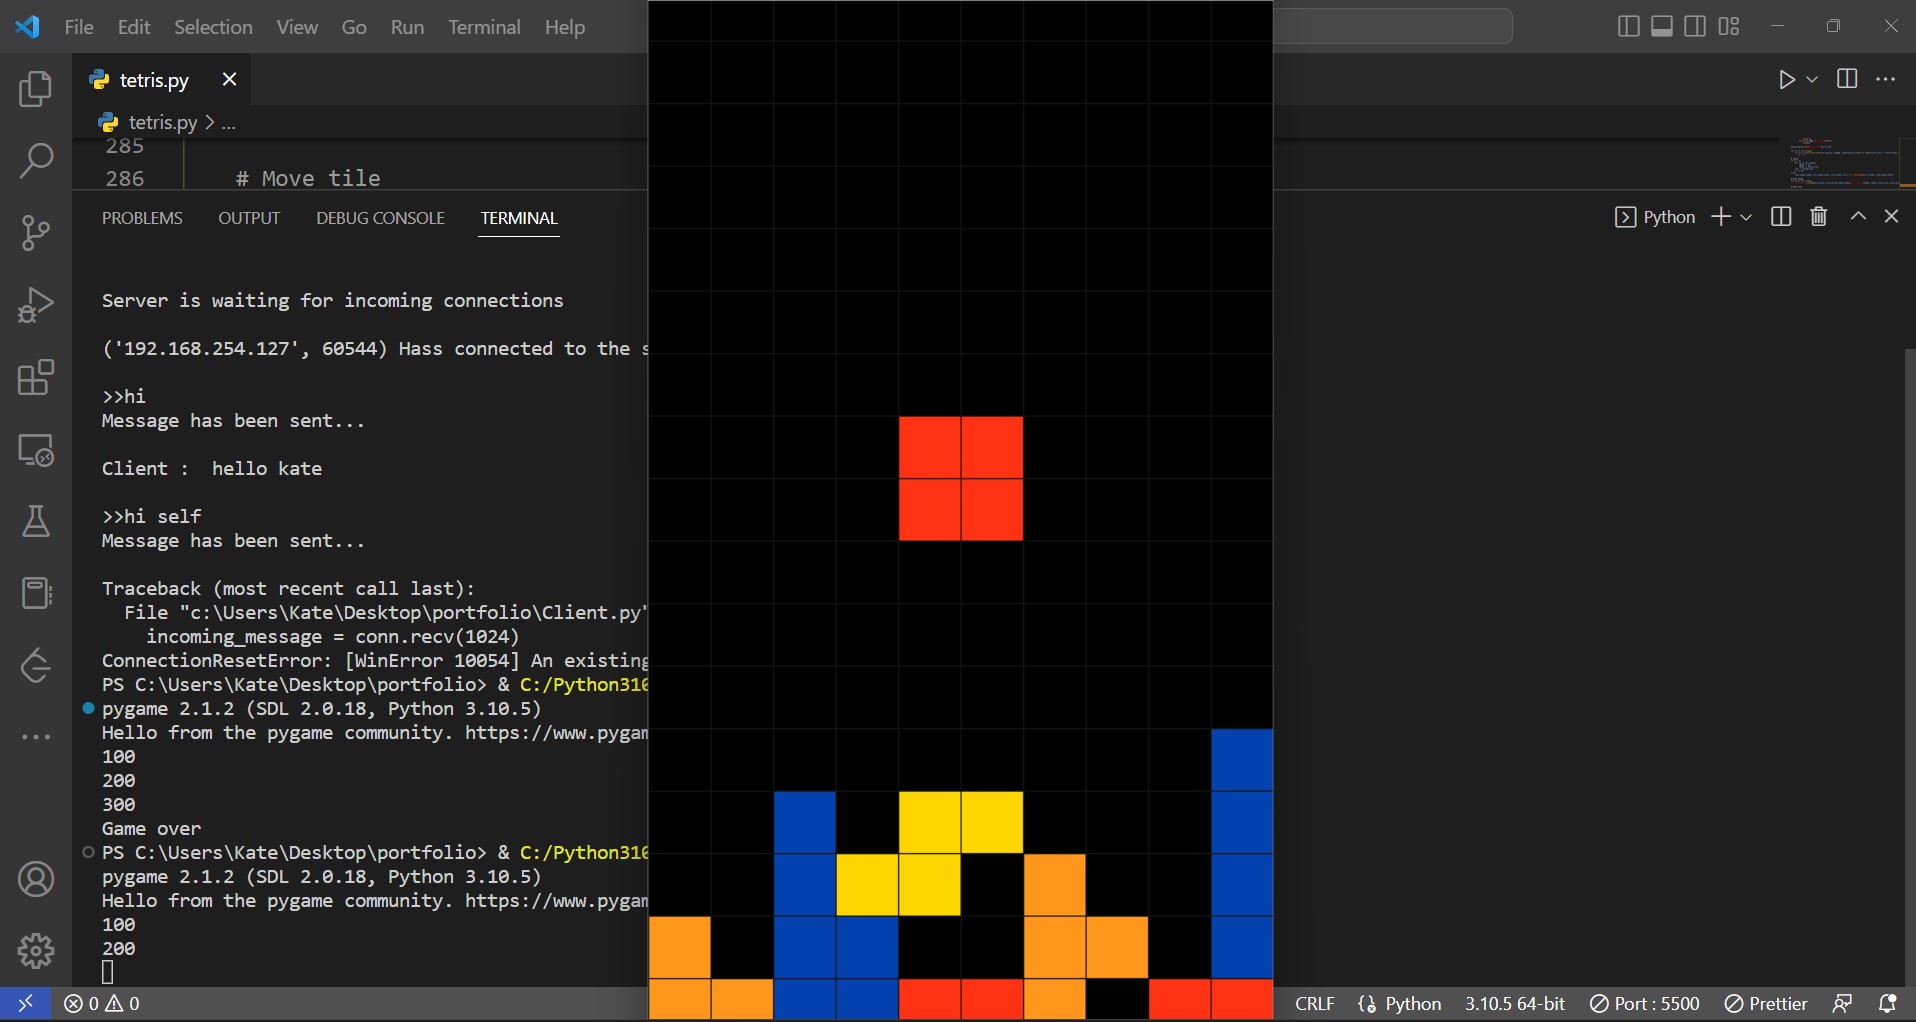 File Edit Selection View Go Run Terminal Help
tetris.py
tetris.py > ...
285
286 # Move tile
PROBLEMS OUTPUT DEBUG CONSOLE TERMINAL
Python
Server is waiting for incoming connections
('192.168.254.127', 60544) Hass connected to the s
>>hi
Message has been sent...
Client :  hello kate
>>hi self
Message has been sent...
Traceback (most recent call last):
File "c:\Users\Kate\Desktop\portfolio\Client.py"
incoming_message = conn.recv(1024)
ConnectionResetError: [WinError 10054] An existing
PS C:\Users\Kate\Desktop\portfolio> & C:/Python310
pygame 2.1.2 (SDL 2.0.18, Python 3.10.5)
Hello from the pygame community. https://www.pygam
100
200
300
Game over
PS C:\Users\Kate\Desktop\portfolio> & C:/Python310
pygame 2.1.2 (SDL 2.0.18, Python 3.10.5)
Hello from the pygame community. https://www.pygam
100
200
0 0 CRLF Python 3.10.5 64-bit Port : 5500 Prettier